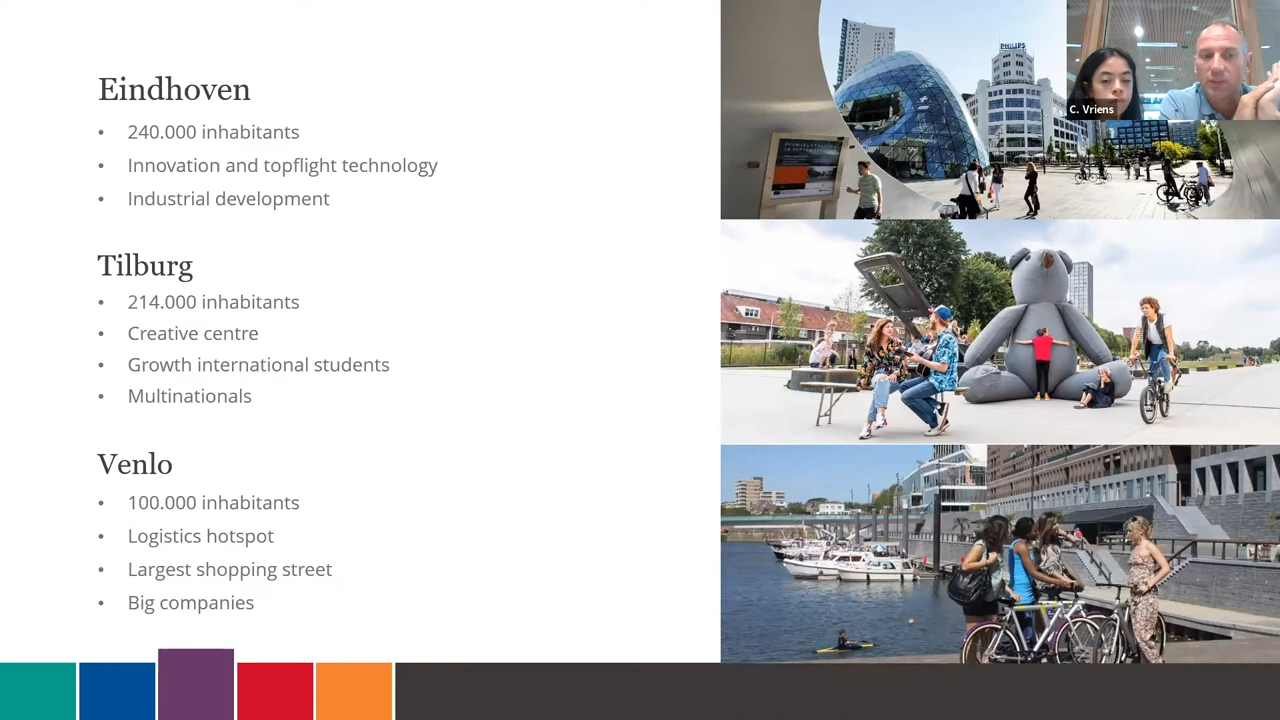 Eindhoven
• 240.000 inhabitants
• Innovation and topflight technology
• Industrial development
Tilburg
• 214.000 inhabitants
• Creative centre
• Growth international students
• Multinationals
Venlo
• 100.000 inhabitants
• Logistics hotspot
• Largest shopping street
• Big companies
PHILIPS
C. Vriens